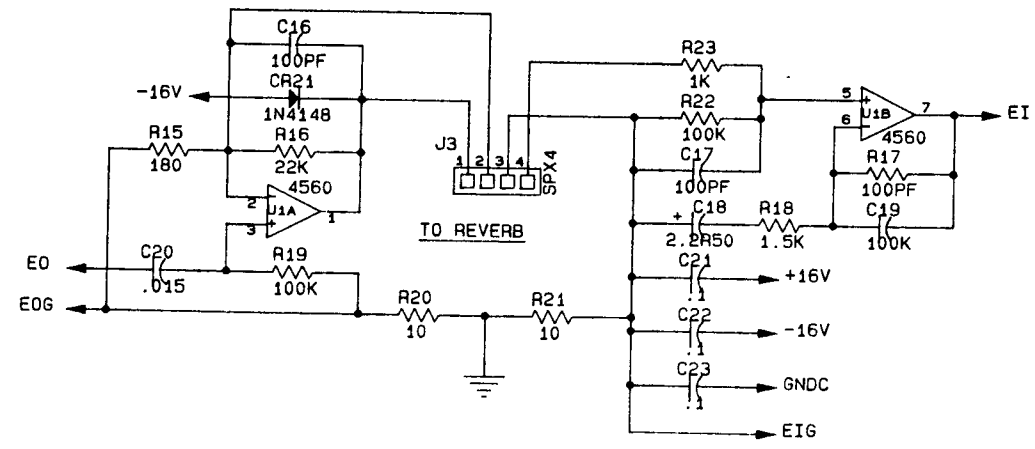 C16
100PF
CR21
1N4148
-16V
R15
180
R16
22K
4560
2
U1A
3
1
EO
C20
.015
R19
100K
EOG
J3
1 2 3 4
SPX4
TO REVERB
R20
10
R21
10
R23
1K
R22
100K
C17
100PF
+
C18
2.2R50
R18
1.5K
5
+
U1B
7
6
-
4560
EI
R17
100PF
C19
100K
C21
.1
+16V
C22
.1
-16V
C23
.1
GNDC
EIG